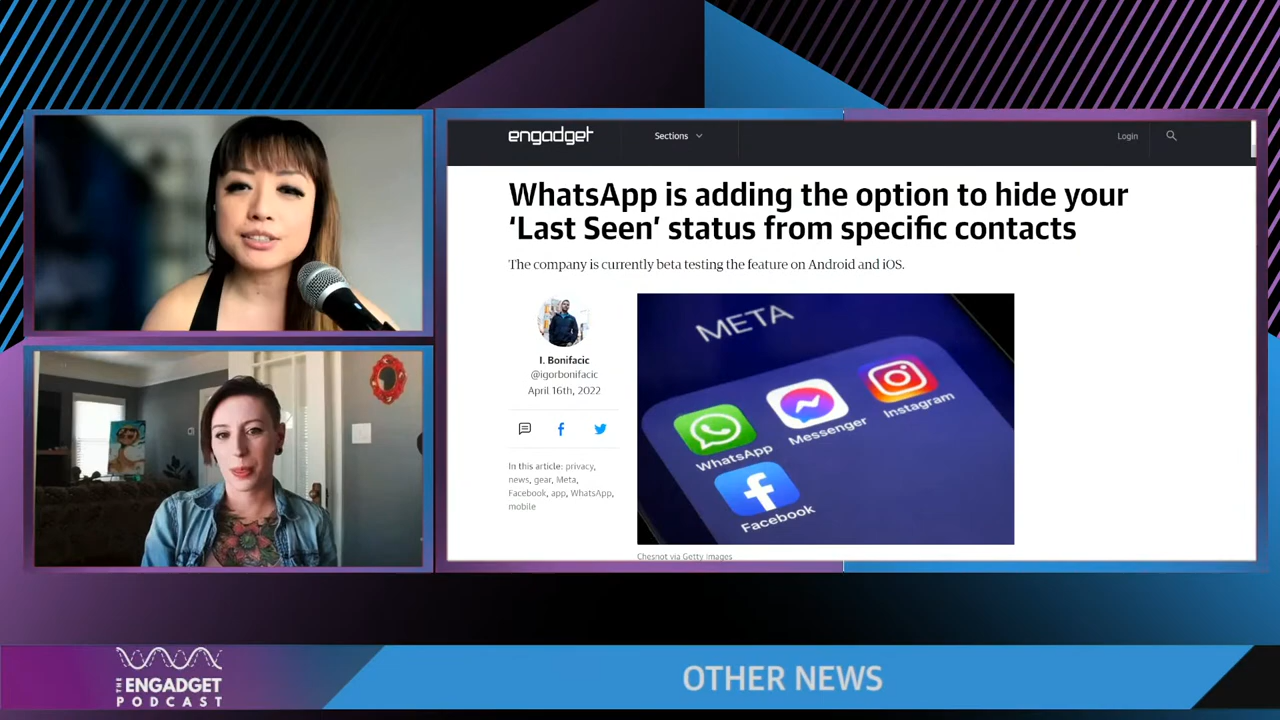 engadget
Sections
Login
WhatsApp is adding the option to hide your
‘Last Seen’ status from specific contacts
The company is currently beta testing the feature on Android and iOS.
I. Bonifacic
@igorbonifacic
April 16th, 2022
In this article: privacy,
news, gear, Meta,
Facebook, app, WhatsApp,
mobile
META
WhatsApp
Messenger
Instagram
Facebook
Chesnot via Getty Images
THE ENGADGET
PODCAST
OTHER NEWS